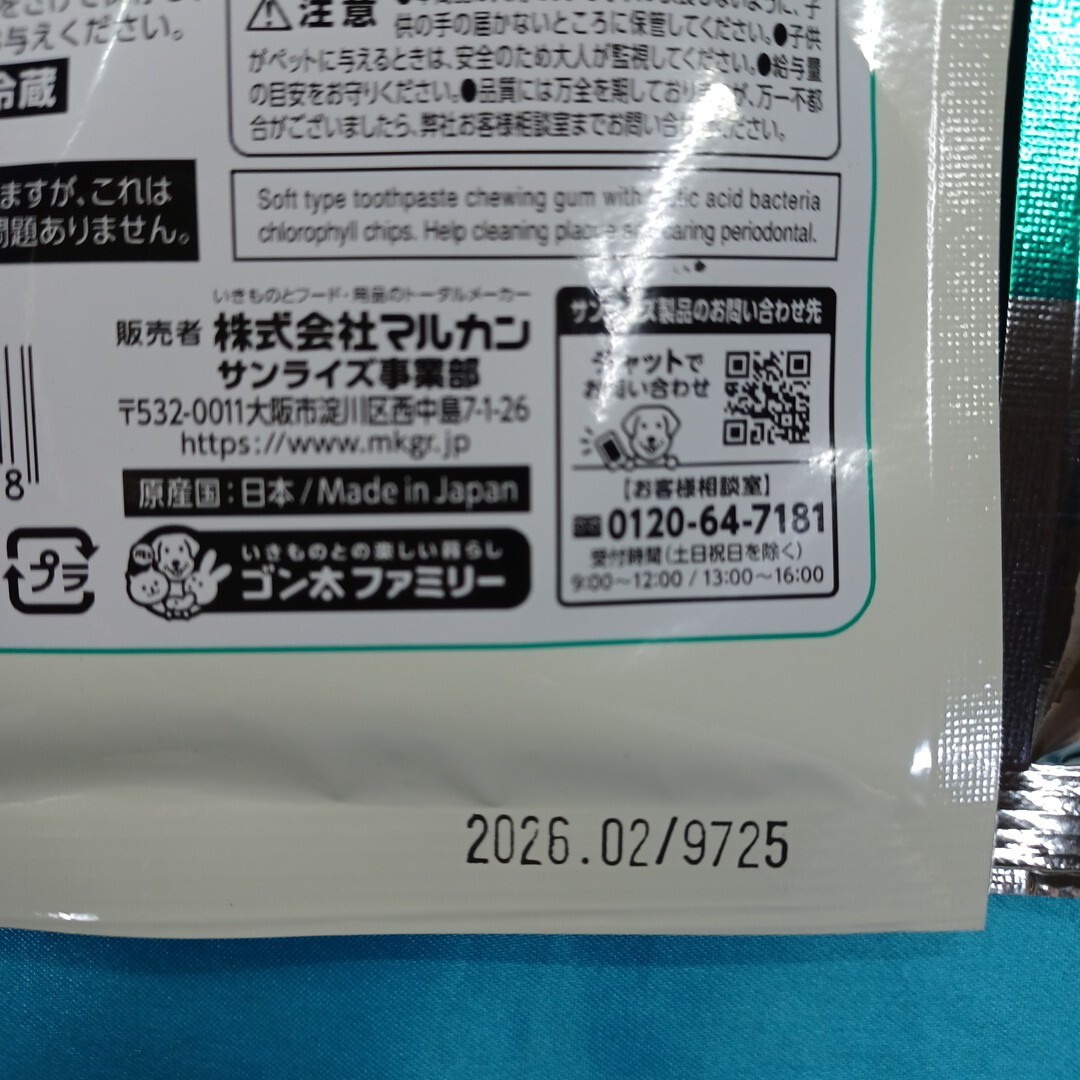 与えください。
冷蔵
ますが、これは
問題ありません。
注意
供の手の届かないところに保管してください。●子供
がペットに与えるときは、安全のため大人が監視してください。●給与量
の目安をお守りください。●品質には万全を期しておりますが、万一不都
合がございましたら、弊社お客様相談室までお問い合わせください。
Soft type toothpaste chewing gum with acid bacteria
chlorophyll chips. Help cleaning plaque periodontal.
いきものとフード・用品のトータルメーカー
販売者 株式会社マルカン
サンライズ事業部
〒532-0011大阪市淀川区西中島7-1-26
https://www.mkgr.jp
原産国:日本/Made in Japan
8
プラ
いきものとの楽しい暮らし
ゴン太ファミリー
サンライズ製品のお問い合わせ先
チャットで
お問い合わせ
【お客様相談室】
0120-64-7181
受付時間(土日祝日を除く)
9:00〜12:00 / 13:00〜16:00
2026.02/9725